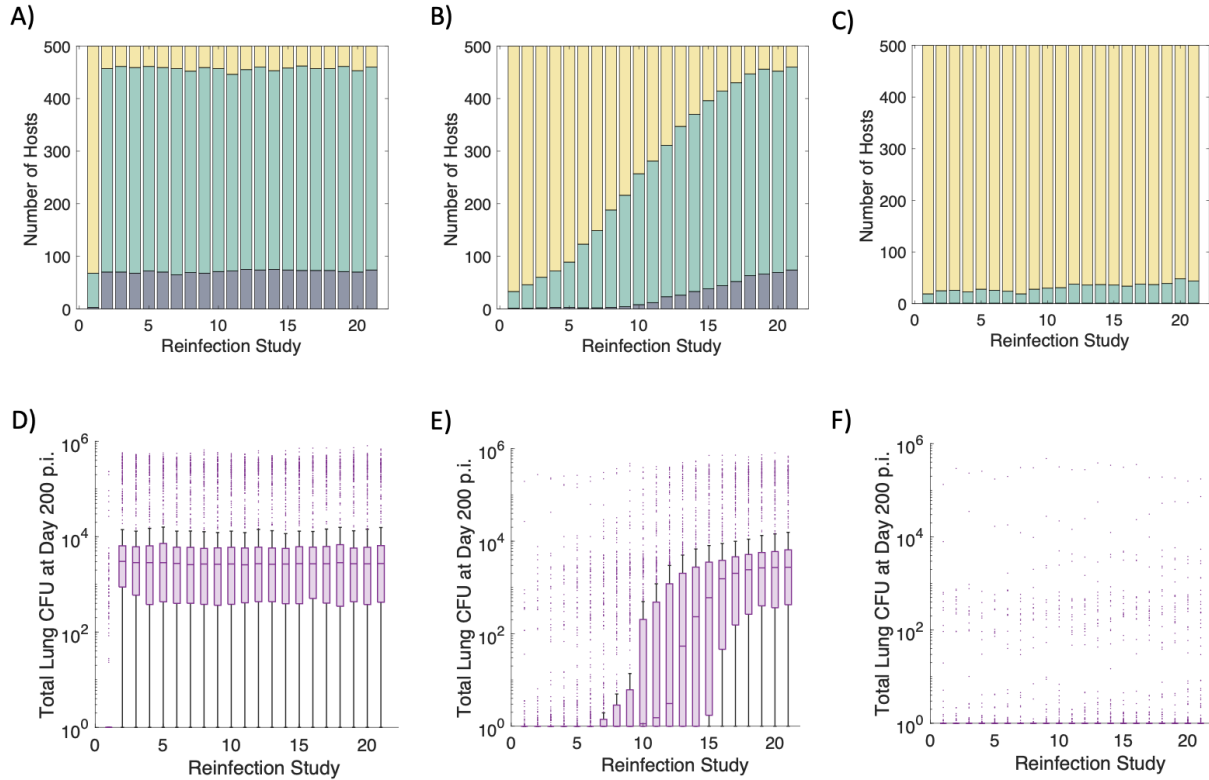 A)
Number of Hosts
500
400
300
200
100
0
0 5 10 15 20
Reinfection Study
B)
Number of Hosts
500
400
300
200
100
0
0 5 10 15 20
Reinfection Study
C)
Number of Hosts
500
400
300
200
100
0
0 5 10 15 20
Reinfection Study
D)
Total Lung CFU at Day 200 p.i.
10^6
10^4
10^2
10^0
0 5 10 15 20
Reinfection Study
E)
Total Lung CFU at Day 200 p.i.
10^6
10^4
10^2
10^0
0 5 10 15 20
Reinfection Study
F)
Total Lung CFU at Day 200 p.i.
10^6
10^4
10^2
10^0
0 5 10 15 20
Reinfection Study